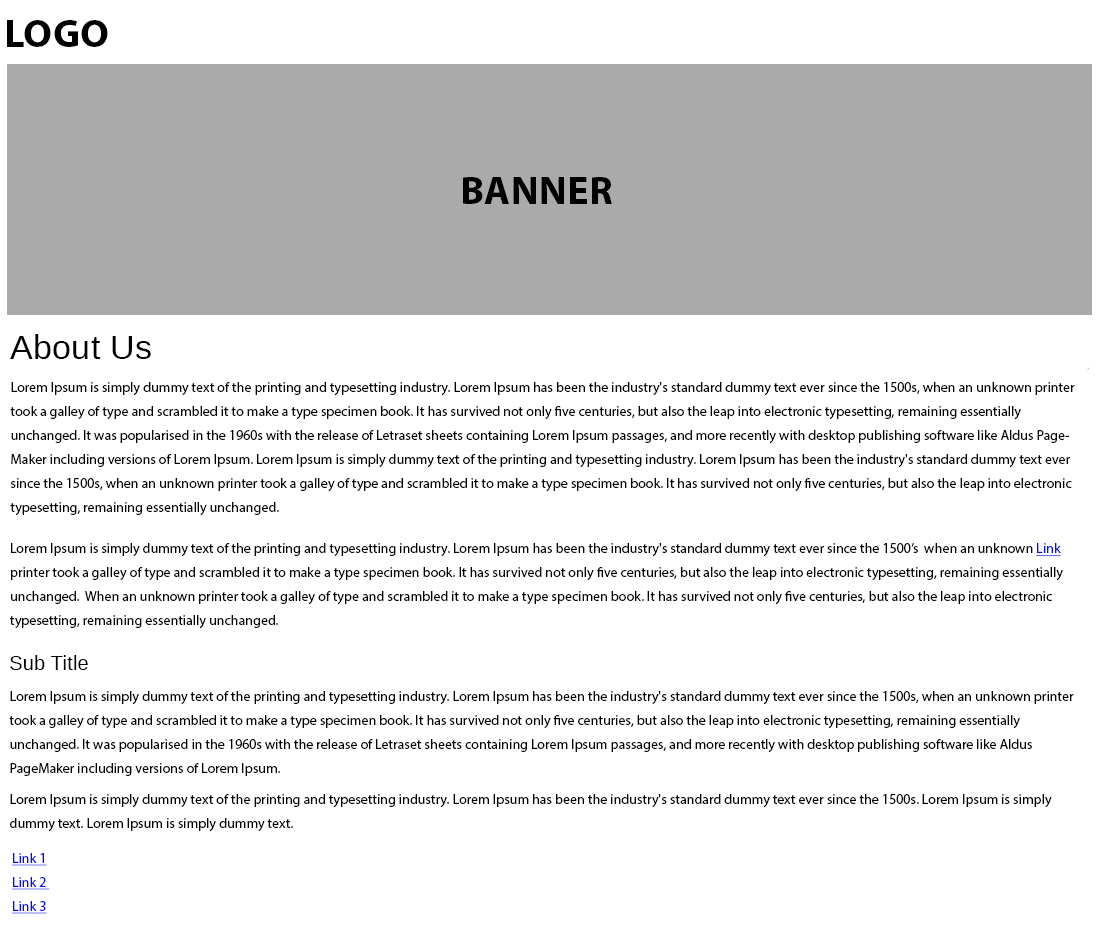 LOGO
BANNER
About Us
Lorem Ipsum is simply dummy text of the printing and typesetting industry. Lorem Ipsum has been the industry's standard dummy text ever since the 1500s, when an unknown printer
took a galley of type and scrambled it to make a type specimen book. It has survived not only five centuries, but also the leap into electronic typesetting, remaining essentially
unchanged. It was popularised in the 1960s with the release of Letraset sheets containing Lorem Ipsum passages, and more recently with desktop publishing software like Aldus Page-
Maker including versions of Lorem Ipsum. Lorem Ipsum is simply dummy text of the printing and typesetting industry. Lorem Ipsum has been the industry's standard dummy text ever
since the 1500s, when an unknown printer took a galley of type and scrambled it to make a type specimen book. It has survived not only five centuries, but also the leap into electronic
typesetting, remaining essentially unchanged.
Lorem Ipsum is simply dummy text of the printing and typesetting industry. Lorem Ipsum has been the industry's standard dummy text ever since the 1500’s  when an unknown Link
printer took a galley of type and scrambled it to make a type specimen book. It has survived not only five centuries, but also the leap into electronic typesetting, remaining essentially
unchanged.  When an unknown printer took a galley of type and scrambled it to make a type specimen book. It has survived not only five centuries, but also the leap into electronic
typesetting, remaining essentially unchanged.
Sub Title
Lorem Ipsum is simply dummy text of the printing and typesetting industry. Lorem Ipsum has been the industry's standard dummy text ever since the 1500s, when an unknown printer
took a galley of type and scrambled it to make a type specimen book. It has survived not only five centuries, but also the leap into electronic typesetting, remaining essentially
unchanged. It was popularised in the 1960s with the release of Letraset sheets containing Lorem Ipsum passages, and more recently with desktop publishing software like Aldus
PageMaker including versions of Lorem Ipsum.
Lorem Ipsum is simply dummy text of the printing and typesetting industry. Lorem Ipsum has been the industry's standard dummy text ever since the 1500s. Lorem Ipsum is simply
dummy text. Lorem Ipsum is simply dummy text.
Link 1
Link 2
Link 3